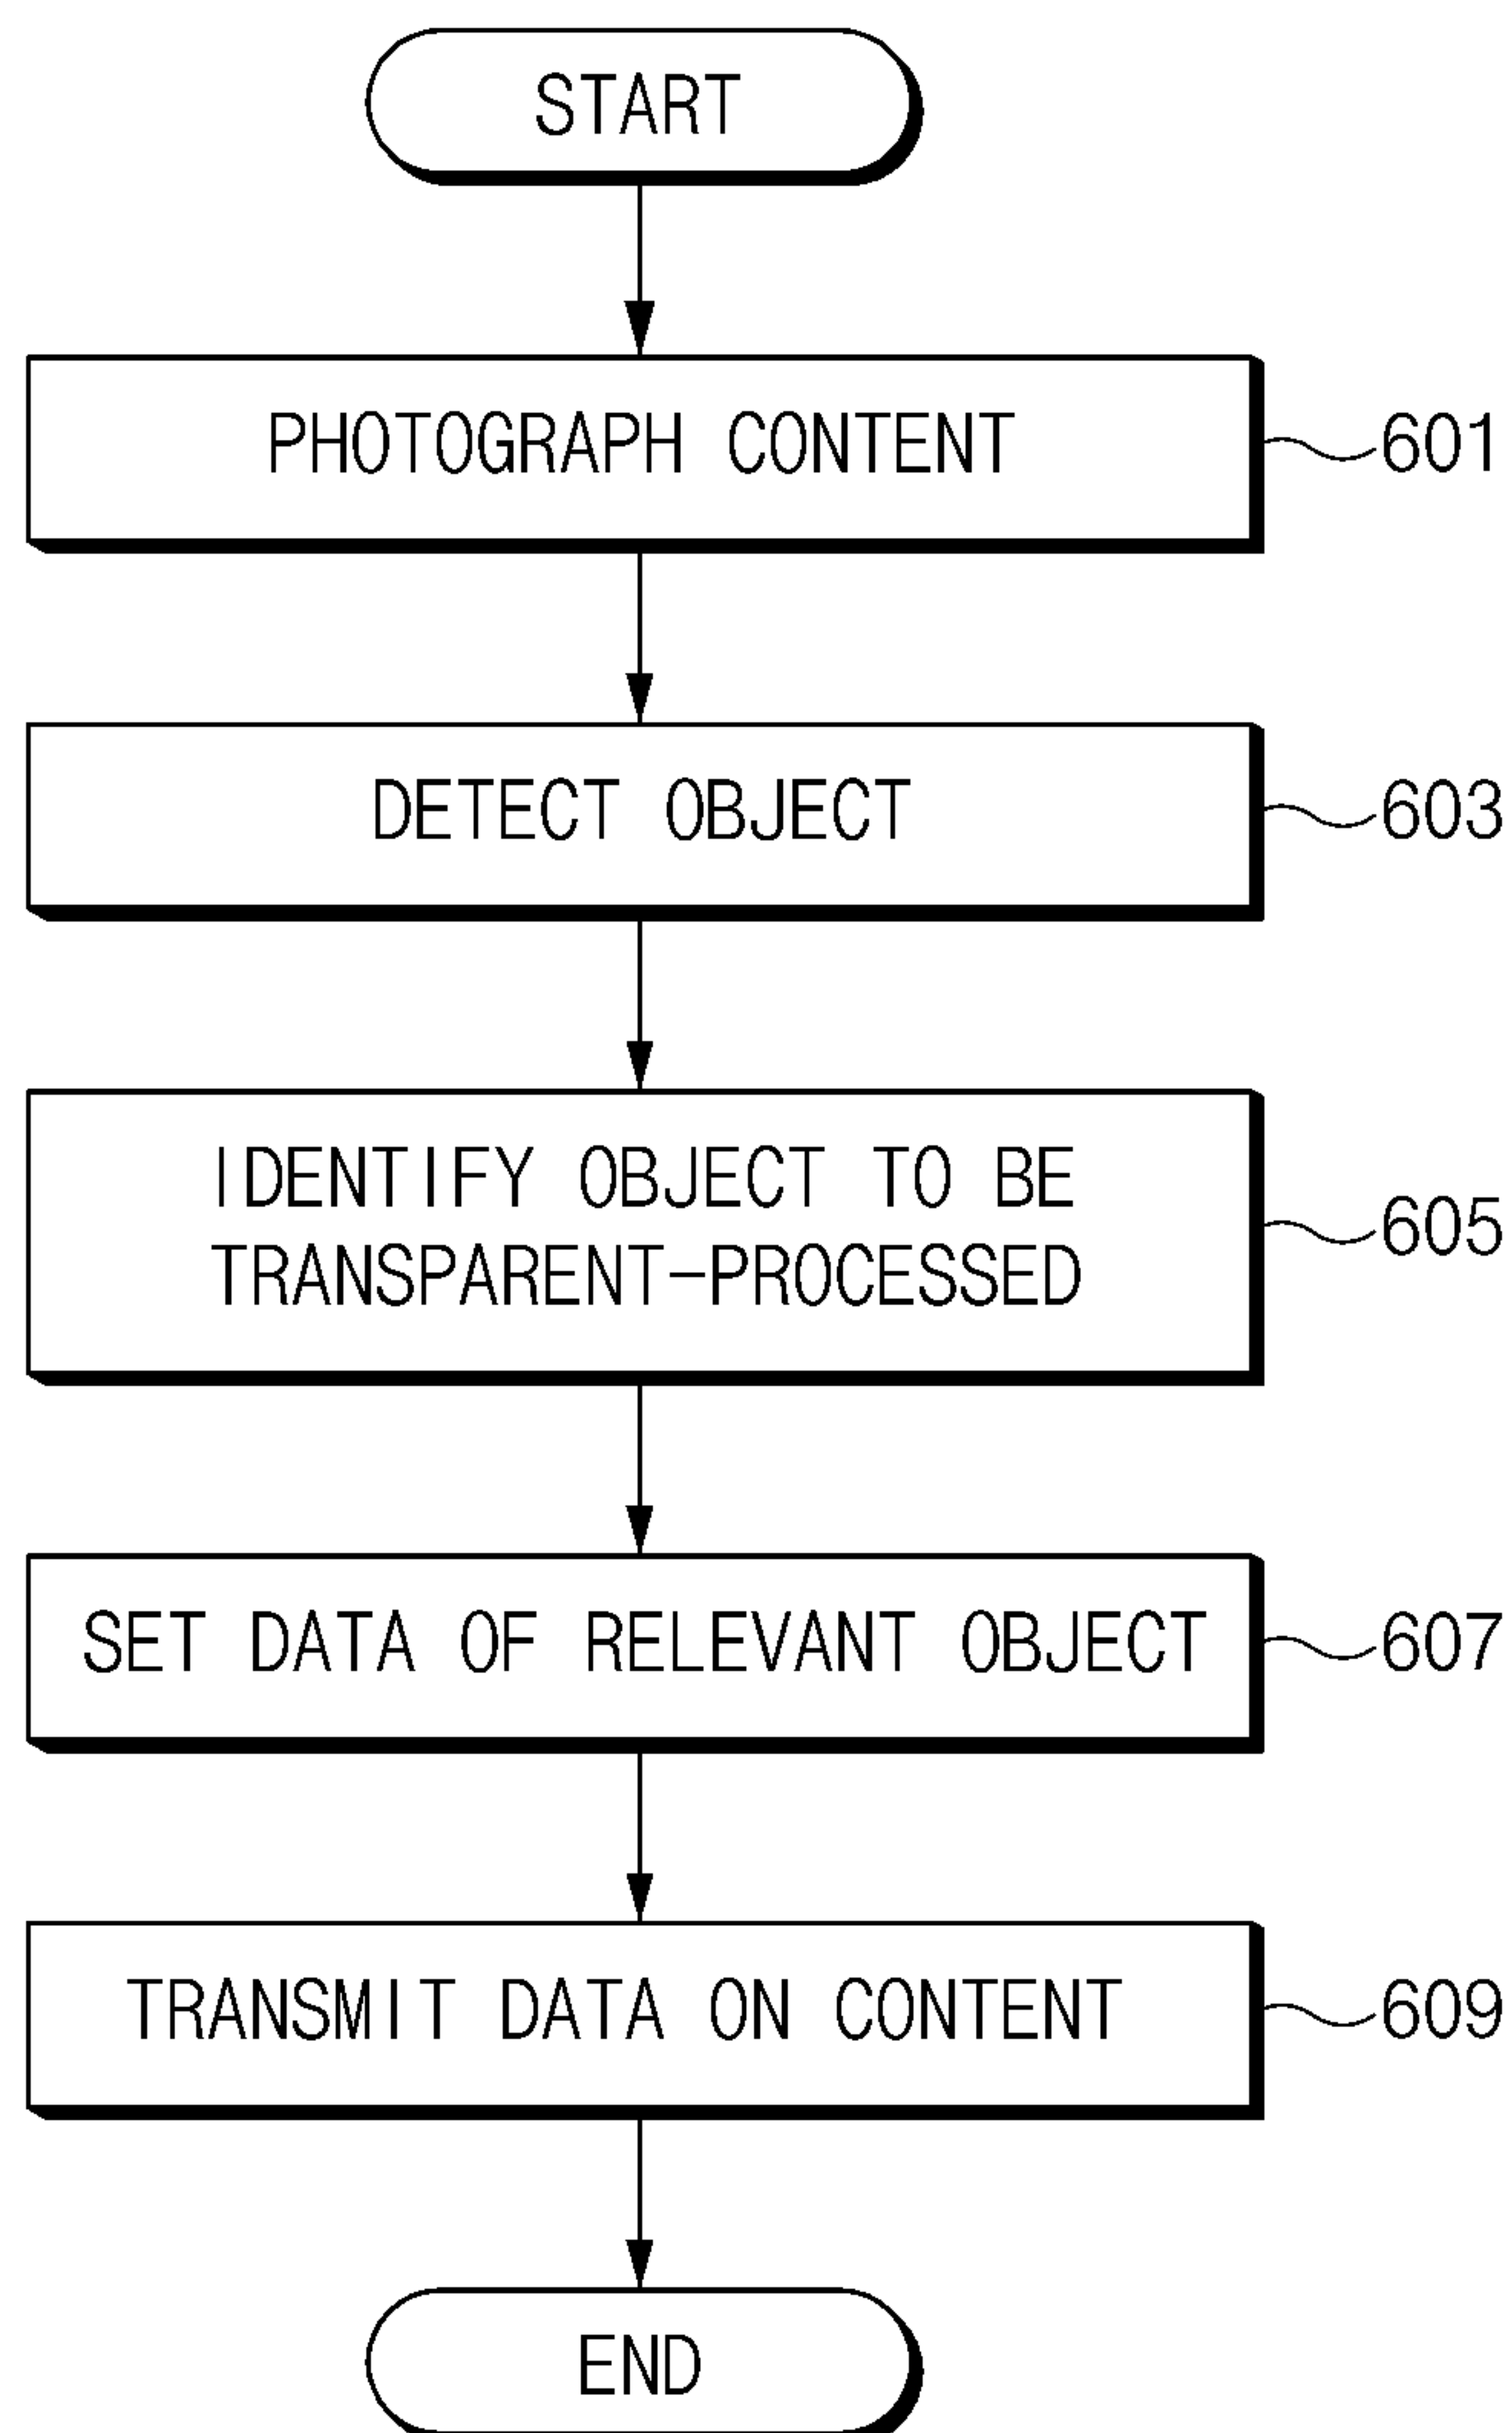 START
PHOTOGRAPH CONTENT
601
DETECT OBJECT
603
IDENTIFY OBJECT TO BE
TRANSPARENT-PROCESSED
605
SET DATA OF RELEVANT OBJECT
607
TRANSMIT DATA ON CONTENT
609
END